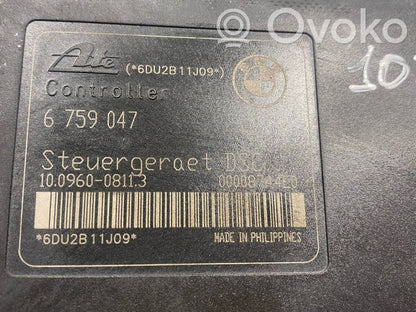 Ovoko
Ate (*6DU2B11J09*)
Controller
6 759 047
Steuergeraet DSC
10.0960-0811.3
*6DU2B11J09*
MADE IN PHILIPPINES